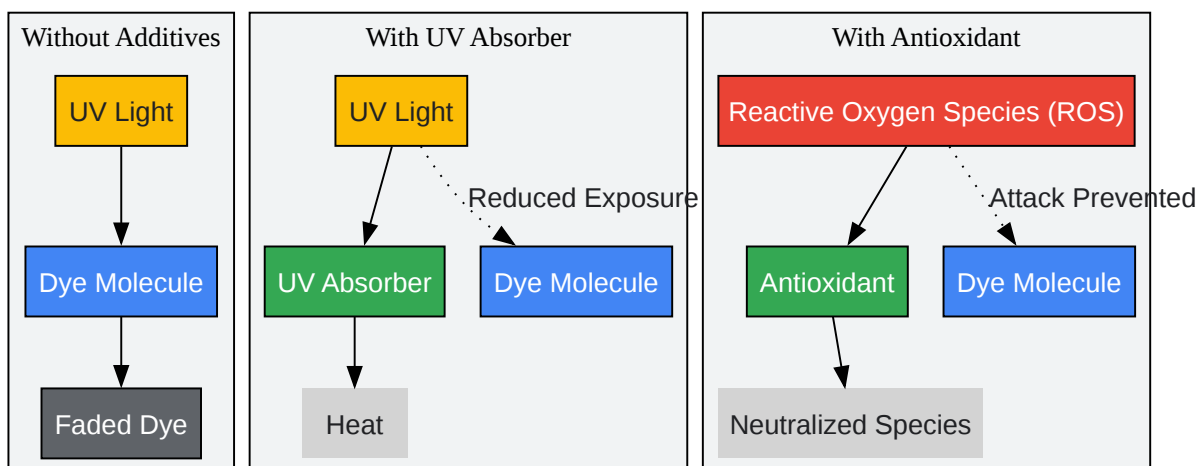 Without Additives
UV Light
Dye Molecule
Faded Dye
With UV Absorber
UV Light
Reduced Exposure
UV Absorber
Dye Molecule
Heat
With Antioxidant
Reactive Oxygen Species (ROS)
Attack Prevented
Antioxidant
Dye Molecule
Neutralized Species